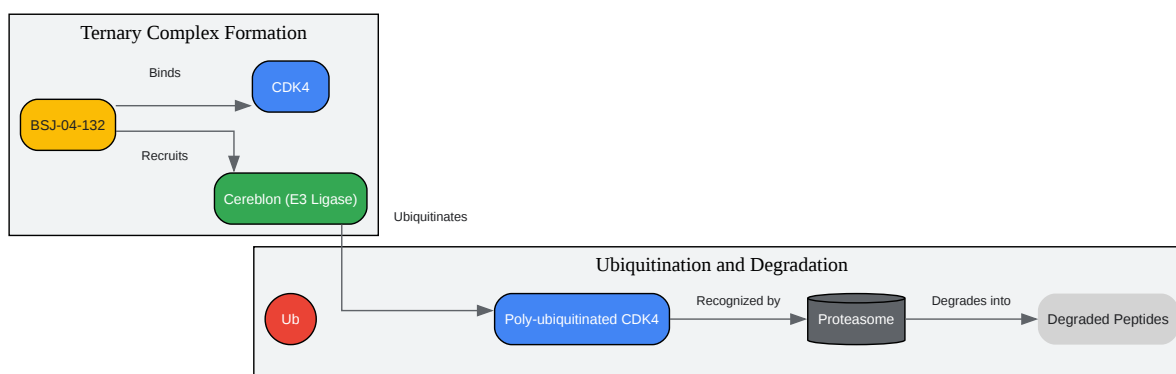 Ternary Complex Formation
Binds
CDK4
BSJ-04-132
Recruits
Cereblon (E3 Ligase)
Ubiquitinates
Ubiquitination and Degradation
Ub
Poly-ubiquitinated CDK4
Recognized by
Proteasome
Degrades into
Degraded Peptides